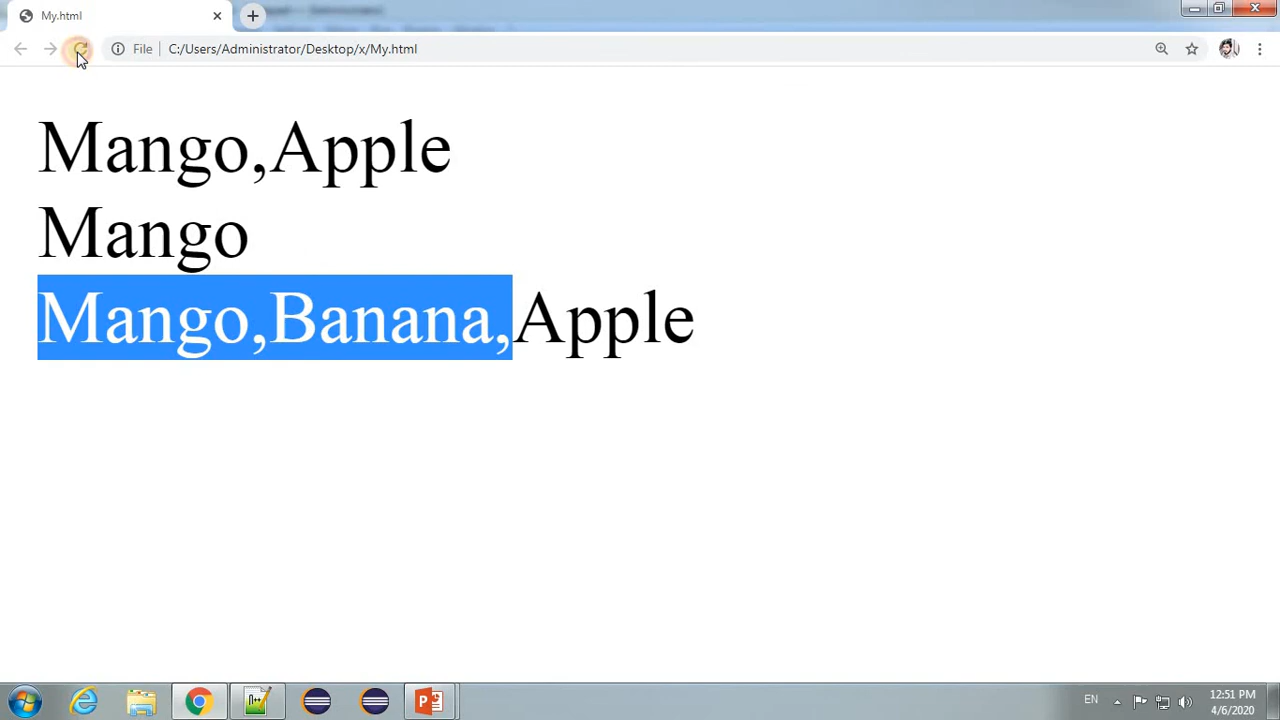 My.html
File
C:/Users/Administrator/Desktop/x/My.html
Mango,Apple
Mango
Mango,Banana,Apple
EN
12:51 PM
4/6/2020